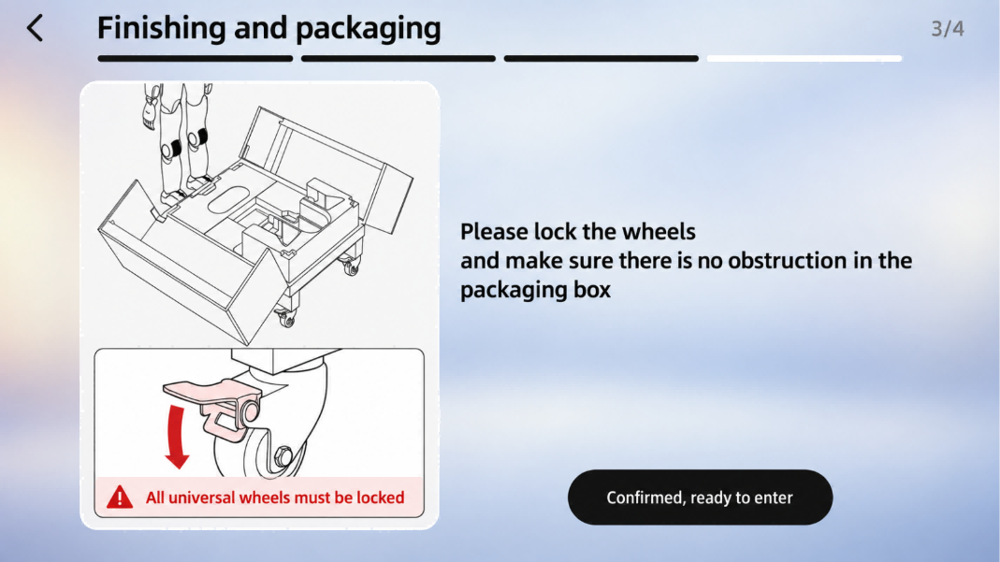 Finishing and packaging
3/4
Please lock the wheels
and make sure there is no obstruction in the
packaging box
All universal wheels must be locked
Confirmed, ready to enter